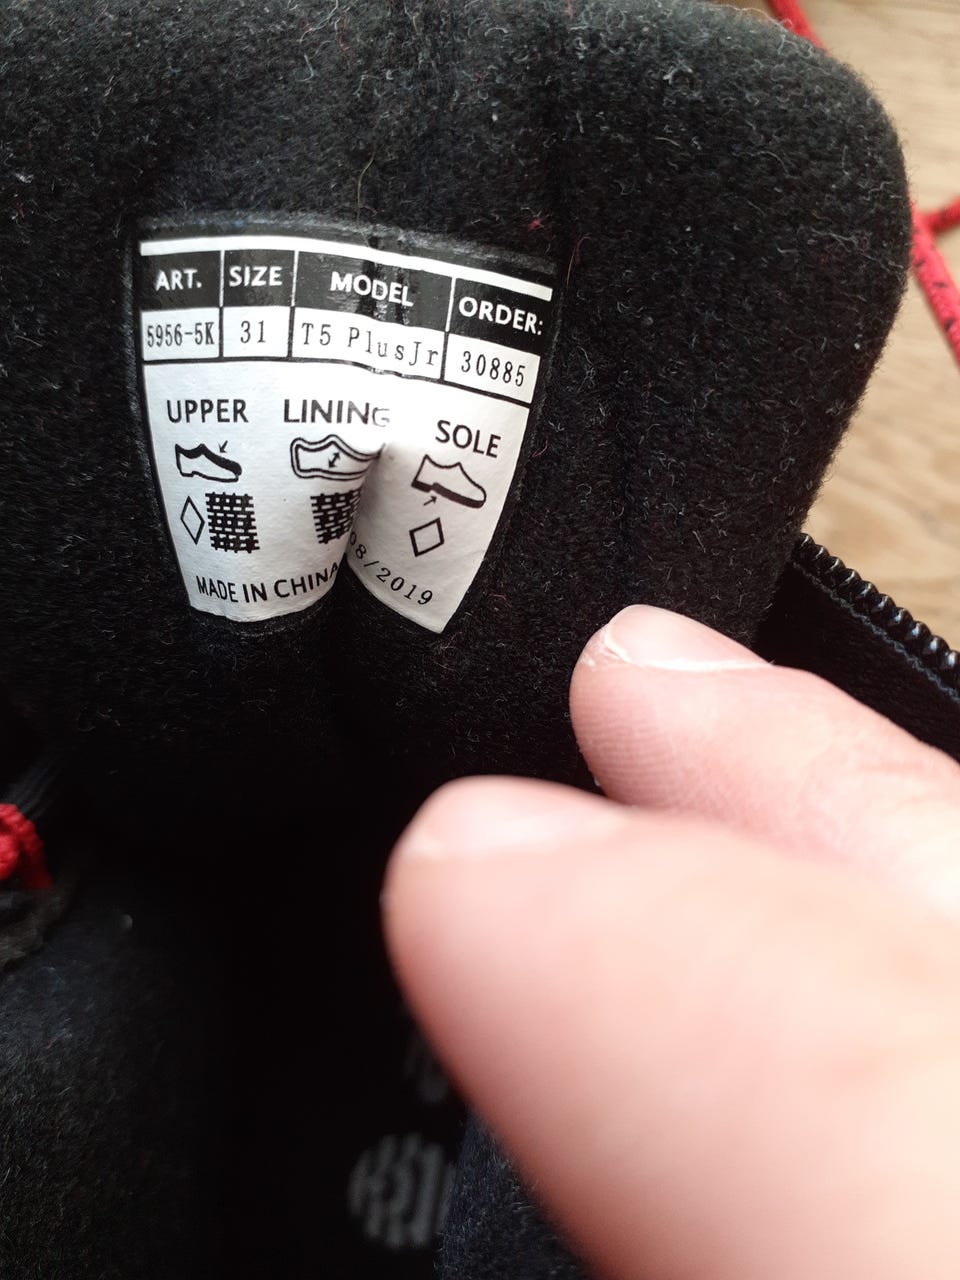 ART. SIZE MODEL ORDER:
5956-5K 31 T5 PlusJr 30885
UPPER LINING SOLE
MADE IN CHINA 08/2019